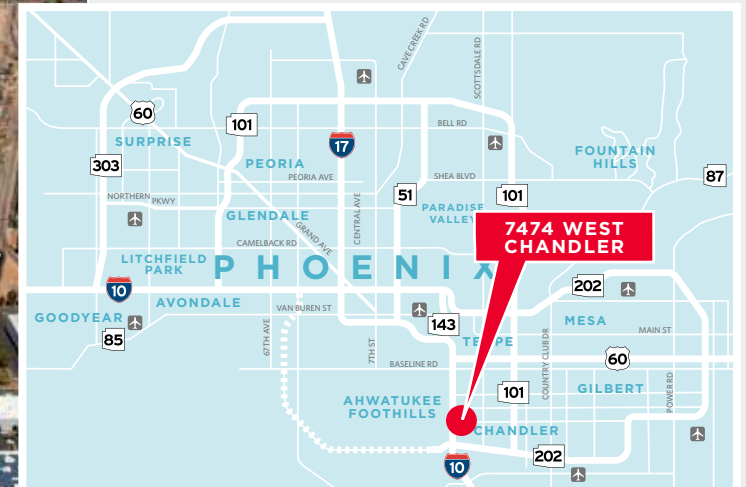 CAVE CREEK RD
SCOTTSDALE RD
60
101
BELL RD
SURPRISE
17
FOUNTAIN
HILLS
303
PEORIA
PEORIA AVE
SHEA BLVD
87
NORTHERN
PKWY
51
101
CENTRAL AVE
PARADISE
VALLEY
GLENDALE
GRAND AVE
7474 WEST
CHANDLER
CAMELBACK RD
LITCHFIELD
PARK
PHOENIX
10
202
AVONDALE
VAN BUREN ST
GOODYEAR
85
143
MESA
MAIN ST
67TH AVE
7TH ST
TEMPE
COUNTRY CLUB DR
60
BASELINE RD
POWER RD
101
GILBERT
AHWATUKEE
FOOTHILLS
CHANDLER
10
202